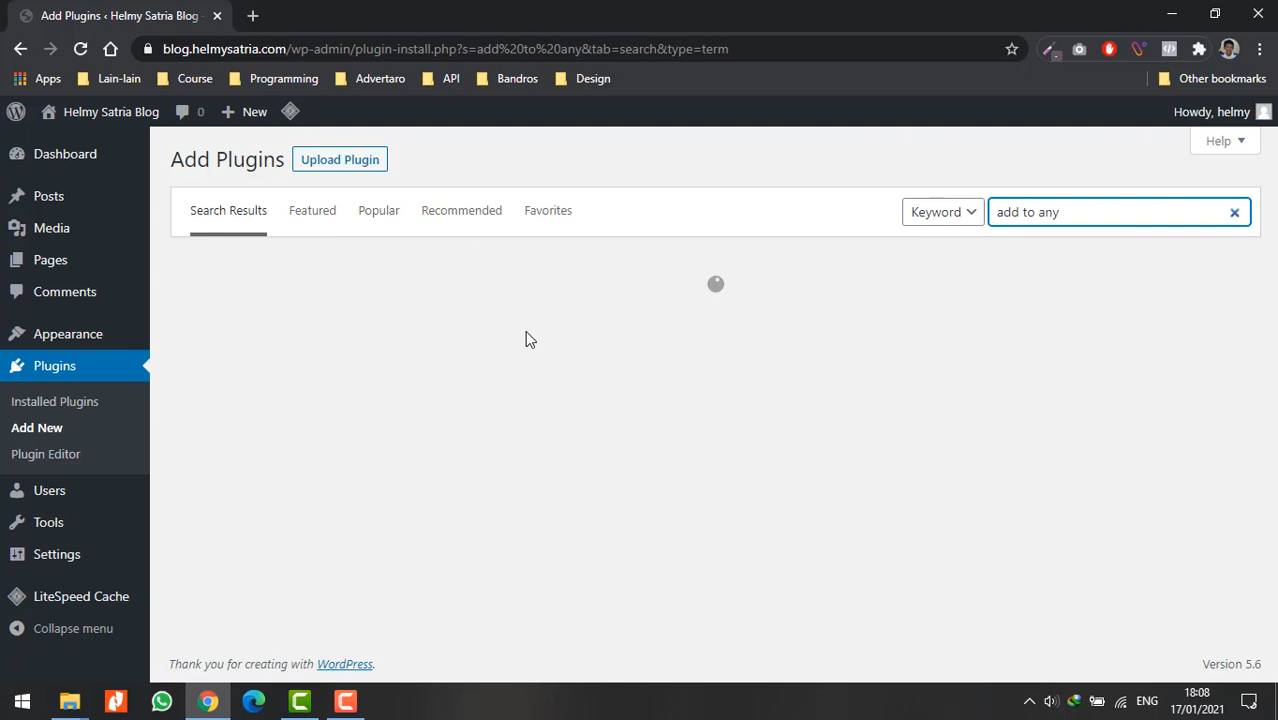 Add Plugins ‹ Helmy Satria Blog
blog.helmysatria.com/wp-admin/plugin-install.php?s=add%20to%20any&tab=search&type=term
Apps Lain-lain Course Programming Advertaro API Bandros Design Other bookmarks
Helmy Satria Blog 0 New Howdy, helmy
Help
Dashboard
Posts
Media
Pages
Comments
Appearance
Plugins
Installed Plugins
Add New
Plugin Editor
Users
Tools
Settings
LiteSpeed Cache
Collapse menu
Add Plugins Upload Plugin
Search Results Featured Popular Recommended Favorites Keyword add to any
Thank you for creating with WordPress. Version 5.6
ENG
18:08
17/01/2021